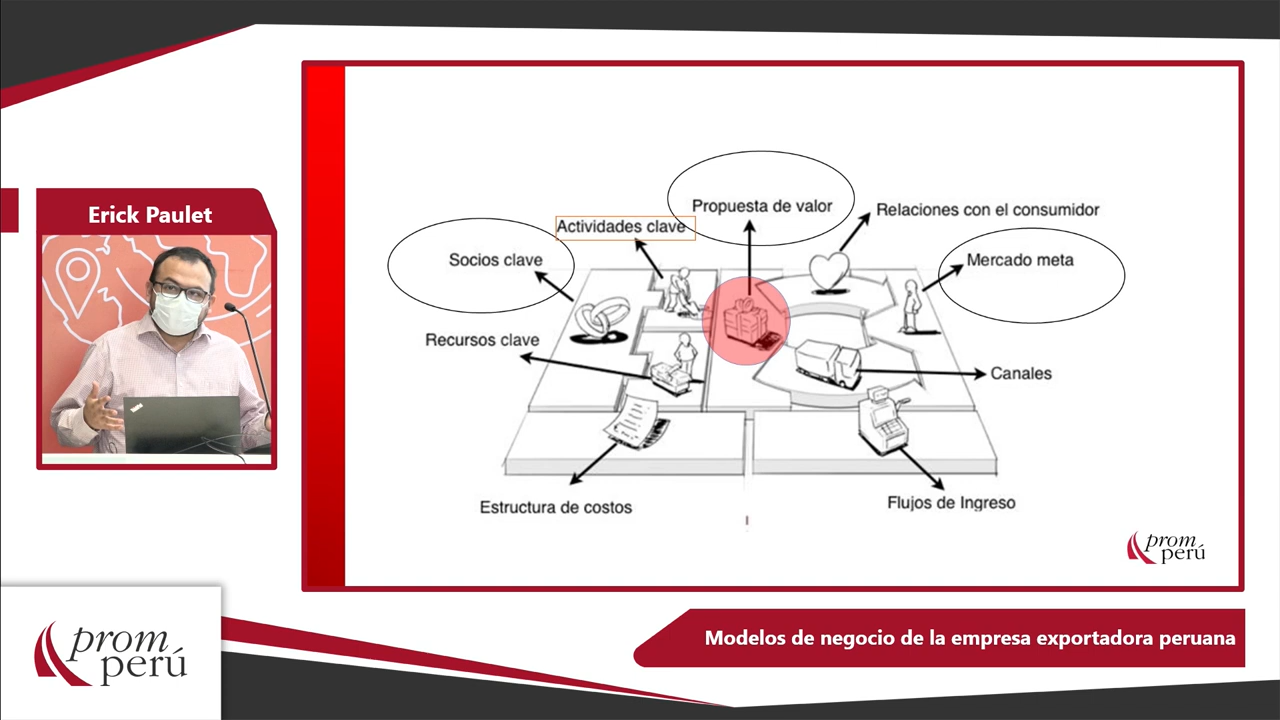 Erick Paulet
Propuesta de valor
Relaciones con el consumidor
Actividades clave
Socios clave
Mercado meta
Recursos clave
Canales
Estructura de costos
Flujos de Ingreso
prom
perú
Modelos de negocio de la empresa exportadora peruana
prom
perú